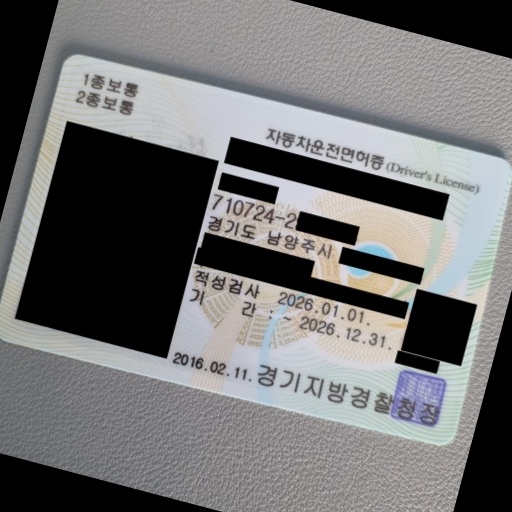 1종보통
2종보통
자동차운전면허증 (Driver's License)
710724-2
경기도 남양주시
적성검사 2026.01.01.
기 간 : ~ 2026.12.31.
2016.02.11. 경기지방경찰청장